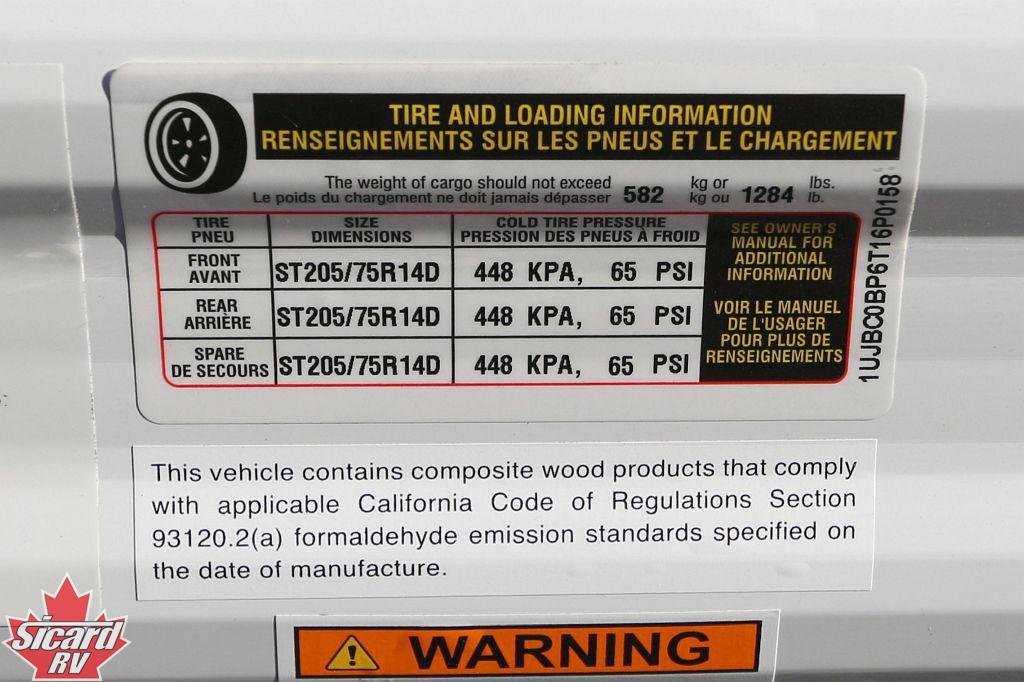 TIRE AND LOADING INFORMATION
RENSEIGNEMENTS SUR LES PNEUS ET LE CHARGEMENT
The weight of cargo should not exceed 582 kg or 1284 lbs.
Le poids du chargement ne doit jamais dépasser kg ou lb.
TIRE SIZE COLD TIRE PRESSURE
PNEU DIMENSIONS PRESSION DES PNEUS À FROID
FRONT
AVANT ST205/75R14D 448 KPA, 65 PSI
REAR
ARRIÈRE ST205/75R14D 448 KPA, 65 PSI
SPARE
DE SECOURS ST205/75R14D 448 KPA, 65 PSI
SEE OWNER'S
MANUAL FOR
ADDITIONAL
INFORMATION
VOIR LE MANUEL
DE L'USAGER
POUR PLUS DE
RENSEIGNEMENTS
1UJBC0BP6T16P0158
This vehicle contains composite wood products that comply
with applicable California Code of Regulations Section
93120.2(a) formaldehyde emission standards specified on
the date of manufacture.
WARNING
Sicard
RV